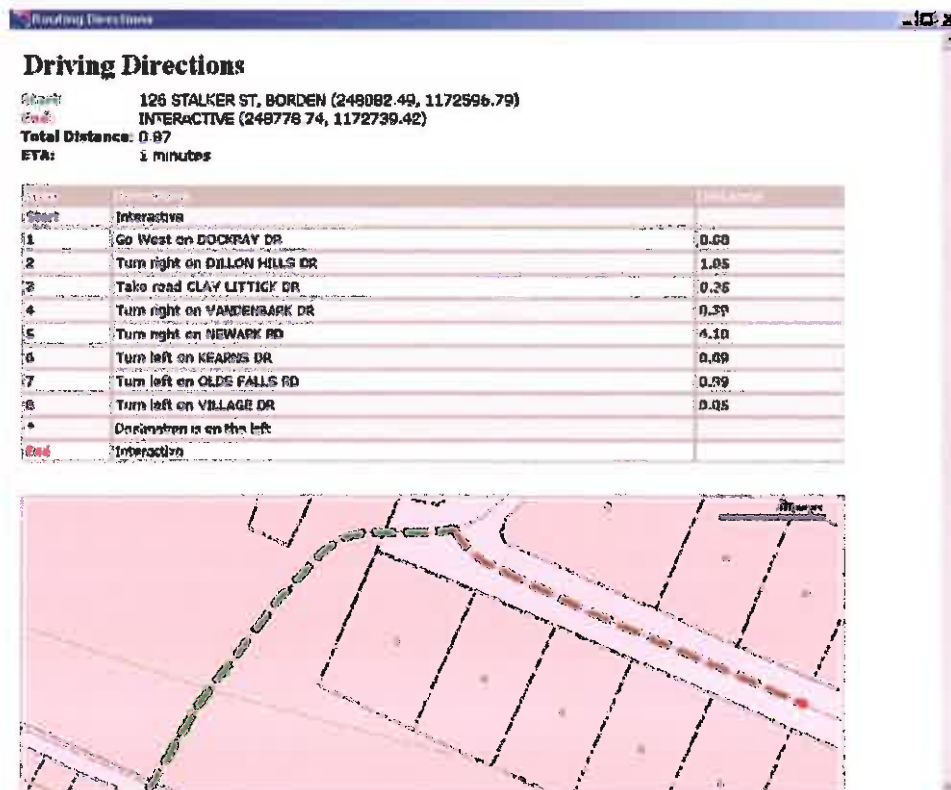 Routing Directions
Driving Directions
Start: 126 STALKER ST, BORDEN (248082.49, 1172596.79)
End: INTERACTIVE (248778 74, 1172739.42)
Total Distance: 0.87
ETA: 1 minutes
Distance
Start Interactive
1 Go West on DOCKRAY DR
2 Turn right on DILLON HILLS DR 1.05
3 Take road CLAY LITTICK DR 0.26
4 Turn right on VANDENBARK DR 0.39
5 Turn right on NEWARK RD 4.10
6 Turn left on KEARNS DR 0.09
7 Turn left on OLDE FALLS RD 0.39
8 Turn left on VILLAGE DR 0.05
* is on the left
End Interactive